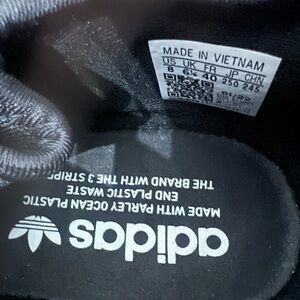 MADE IN VIETNAM
US UK FR JP CHN
8 6½ 40 250 245
adidas
MADE WITH PARLEY OCEAN PLASTIC
END PLASTIC WASTE
THE BRAND WITH THE 3 STRIPE